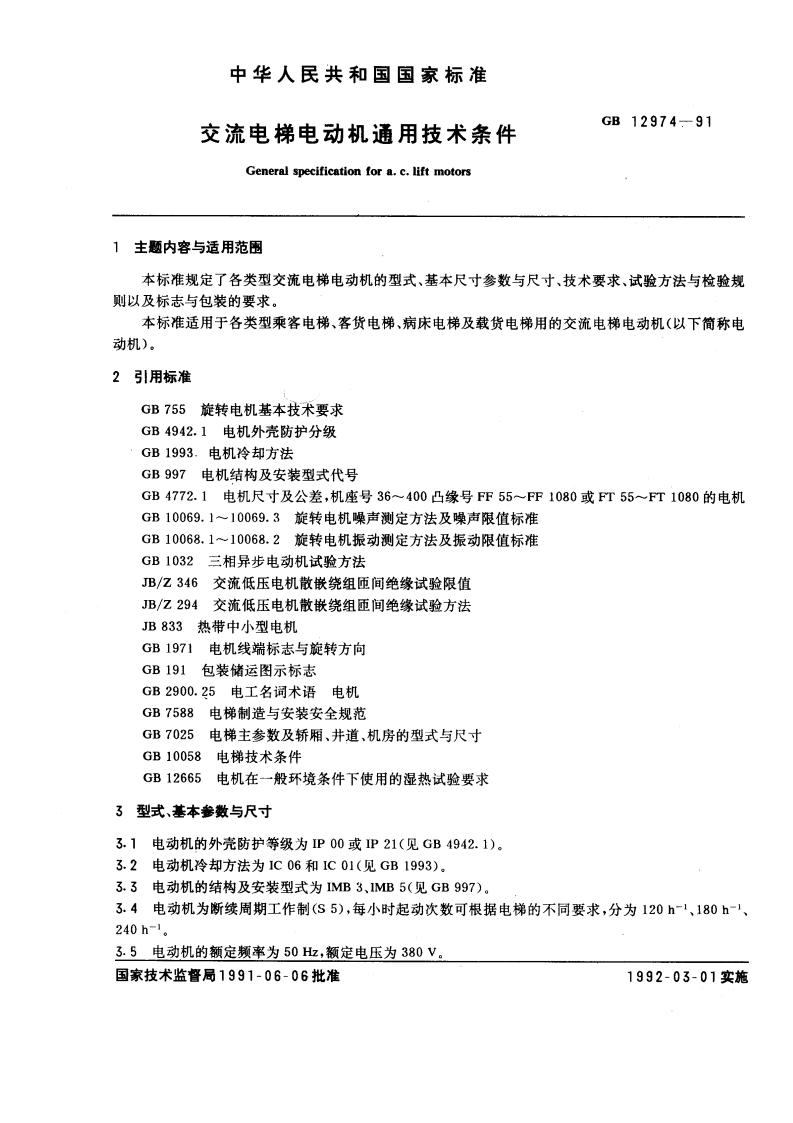 中华人民共和国国家标准
交流电梯电动机通用技术条件
GB 12974—91
General specification for a. c. lift motors
1 主题内容与适用范围
本标准规定了各类型交流电梯电动机的型式、基本尺寸参数与尺寸、技术要求、试验方法与检验规
则以及标志与包装的要求。
本标准适用于各类型乘客电梯、客货电梯、病床电梯及载货电梯用的交流电梯电动机(以下简称电
动机)。
2 引用标准
GB 755 旋转电机基本技术要求
GB 4942. 1 电机外壳防护分级
GB 1993. 电机冷却方法
GB 997 电机结构及安装型式代号
GB 4772. 1 电机尺寸及公差,机座号 36～400 凸缘号 FF 55～FF 1080 或 FT 55～FT 1080 的电机
GB 10069. 1～10069. 3 旋转电机噪声测定方法及噪声限值标准
GB 10068. 1～10068. 2 旋转电机振动测定方法及振动限值标准
GB 1032 三相异步电动机试验方法
JB/Z 346 交流低压电机散嵌绕组匝间绝缘试验限值
JB/Z 294 交流低压电机散嵌绕组匝间绝缘试验方法
JB 833 热带中小型电机
GB 1971 电机线端标志与旋转方向
GB 191 包装储运图示标志
GB 2900. 25 电工名词术语 电机
GB 7588 电梯制造与安装安全规范
GB 7025 电梯主参数及轿厢、井道、机房的型式与尺寸
GB 10058 电梯技术条件
GB 12665 电机在一般环境条件下使用的湿热试验要求
3 型式、基本参数与尺寸
3. 1 电动机的外壳防护等级为 IP 00 或 IP 21(见 GB 4942. 1)。
3. 2 电动机冷却方法为 IC 06 和 IC 01(见 GB 1993)。
3. 3 电动机的结构及安装型式为 IMB 3、IMB 5(见 GB 997)。
3. 4 电动机为断续周期工作制(S 5),每小时起动次数可根据电梯的不同要求,分为 120 h⁻¹、180 h⁻¹、
240 h⁻¹。
3. 5 电动机的额定频率为 50 Hz,额定电压为 380 V。
国家技术监督局1991-06-06批准
1992-03-01实施